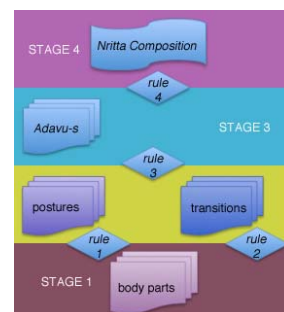 STAGE 4
Nritta Composition
rule
4
Adavu-s
STAGE 3
rule
3
postures
transitions
rule
1
rule
2
STAGE 1
body parts